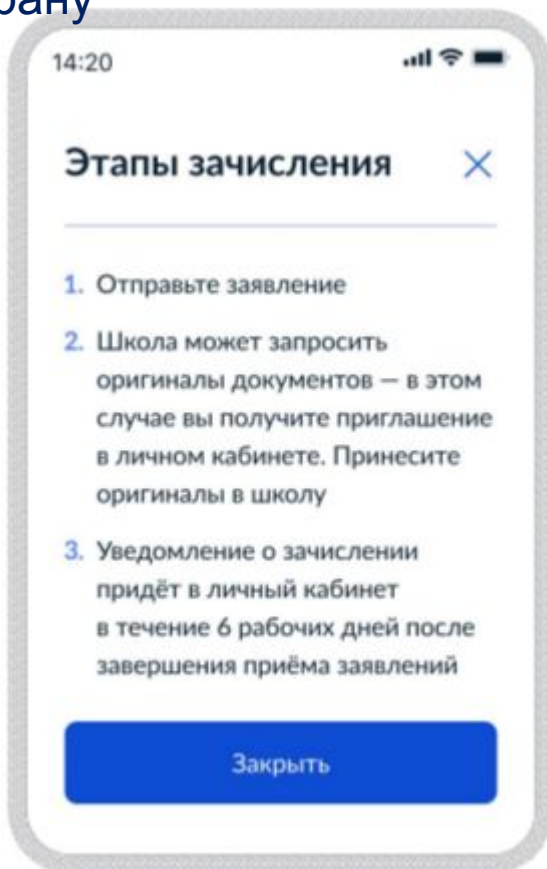 рану
14:20
Этапы зачисления
1. Отправьте заявление
2. Школа может запросить
оригиналы документов — в этом
случае вы получите приглашение
в личном кабинете. Принесите
оригиналы в школу
3. Уведомление о зачислении
придёт в личный кабинет
в течение 6 рабочих дней после
завершения приёма заявлений
Закрыть